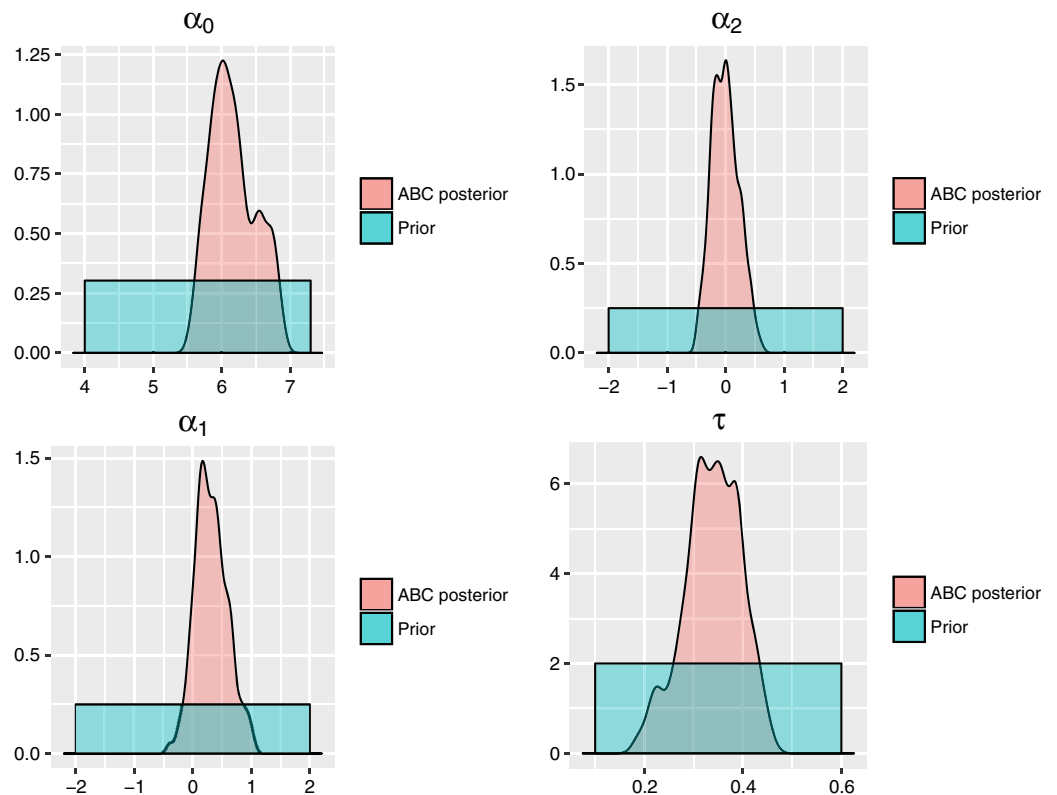 α0
1.25
1.00
0.75
0.50
0.25
0.00
4 5 6 7
ABC posterior
Prior
α2
1.5
1.0
0.5
0.0
−2 −1 0 1 2
ABC posterior
Prior
α1
1.5
1.0
0.5
0.0
−2 −1 0 1 2
ABC posterior
Prior
τ
6
4
2
0
0.2 0.4 0.6
ABC posterior
Prior